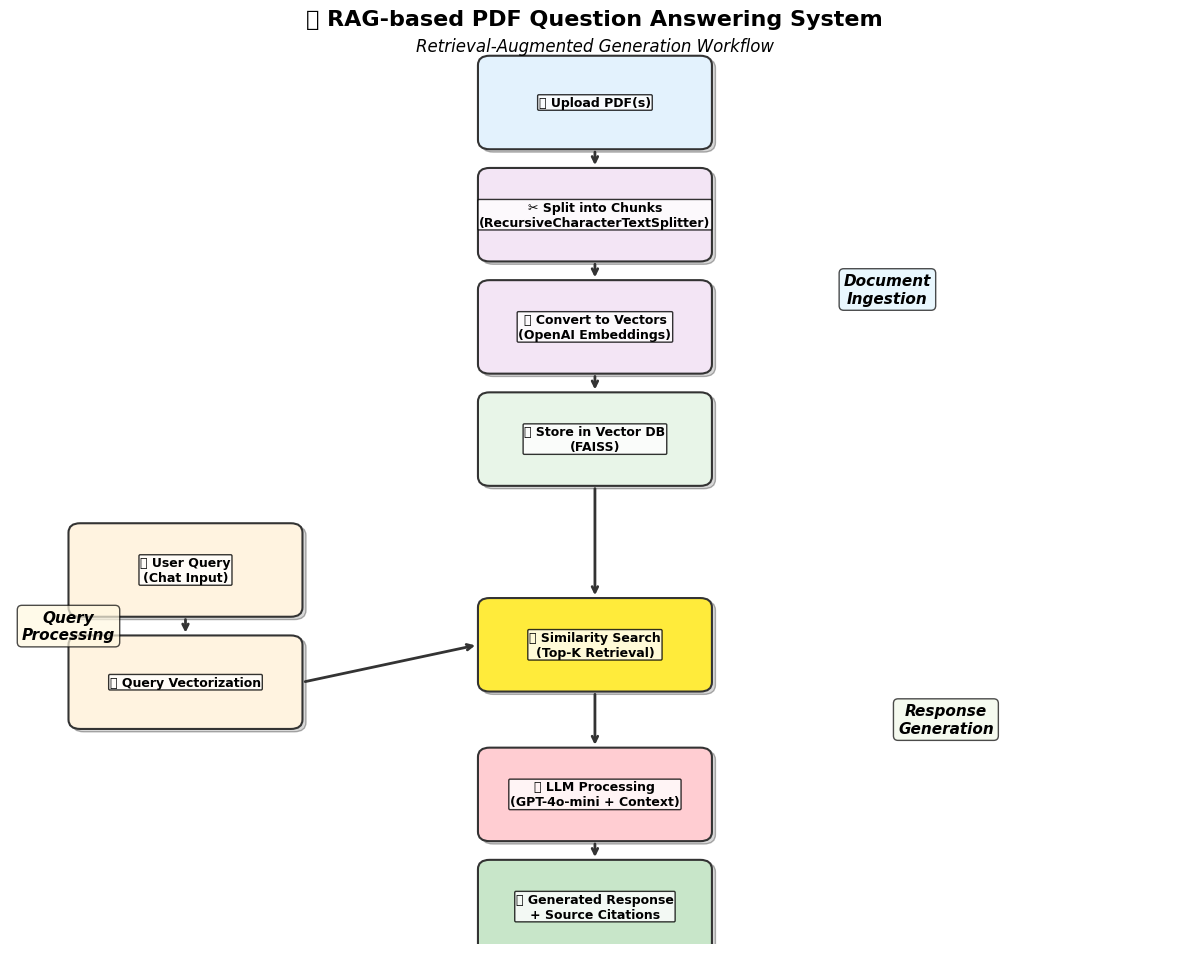 RAG-based PDF Question Answering System
Retrieval-Augmented Generation Workflow
Upload PDF(s)
✂ Split into Chunks
(RecursiveCharacterTextSplitter)
Document
Ingestion
Convert to Vectors
(OpenAI Embeddings)
Store in Vector DB
(FAISS)
User Query
(Chat Input)
Query
Processing
Query Vectorization
Similarity Search
(Top-K Retrieval)
Response
Generation
LLM Processing
(GPT-4o-mini + Context)
Generated Response
+ Source Citations